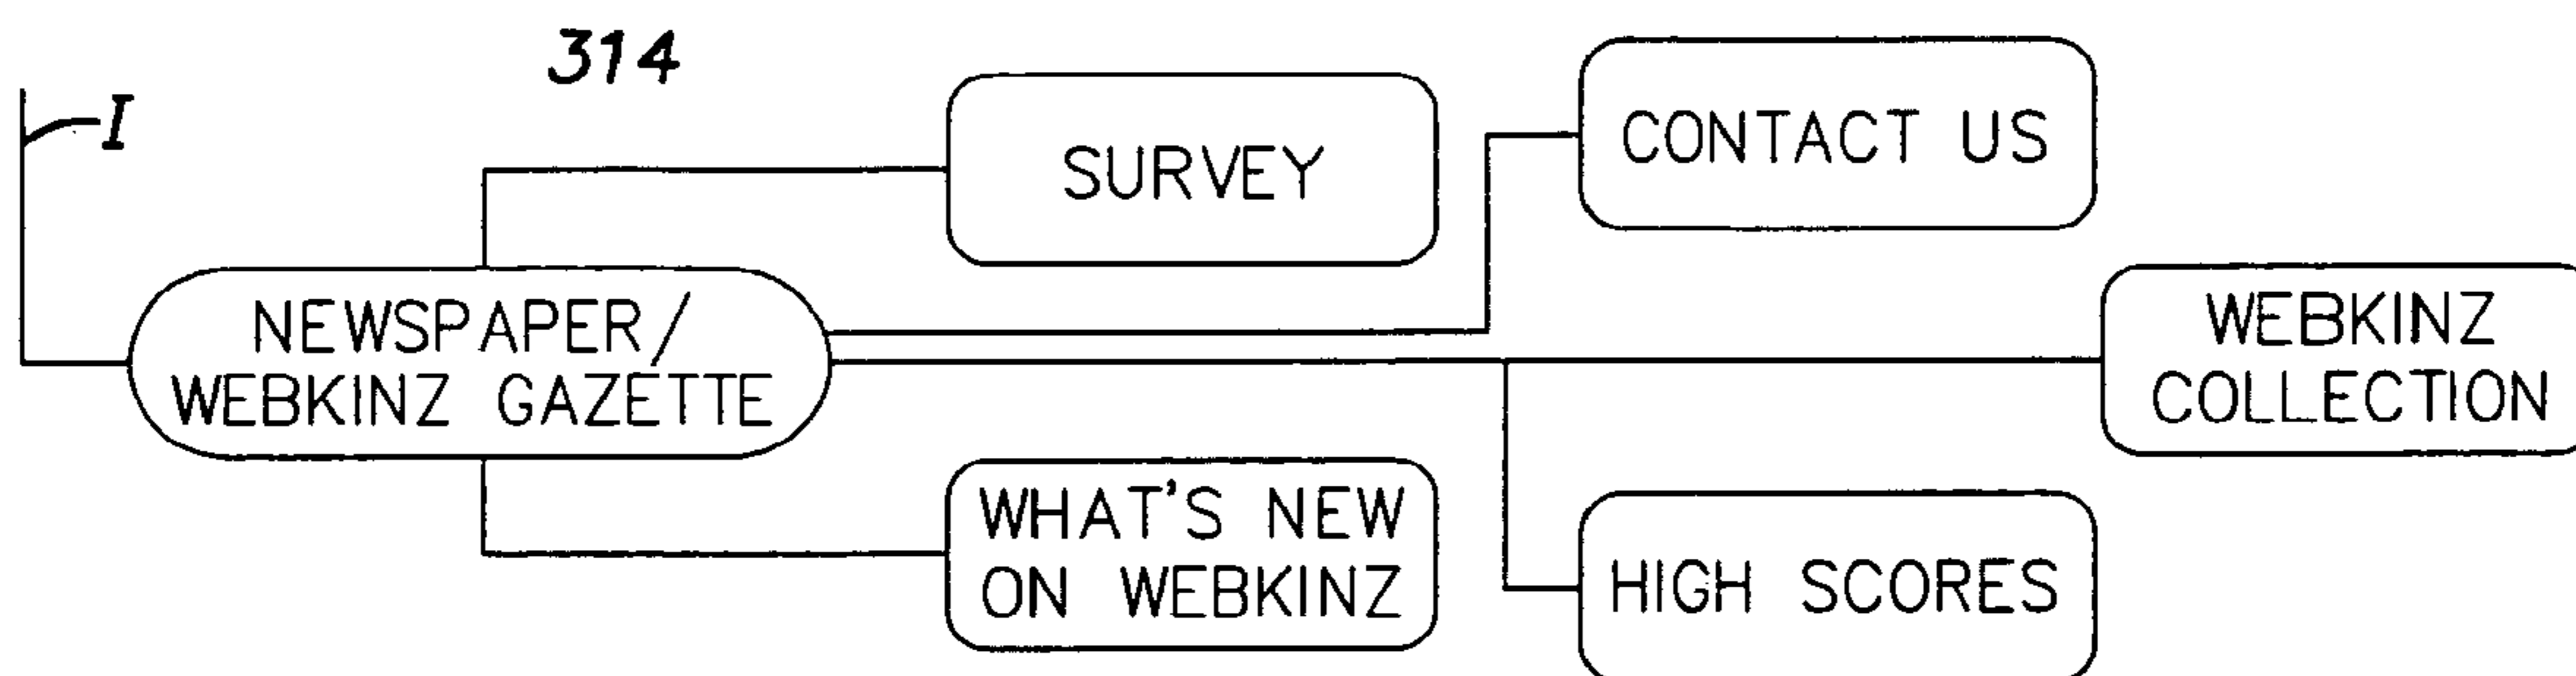 314
I
SURVEY
CONTACT US
NEWSPAPER/
WEBKINZ GAZETTE
WEBKINZ
COLLECTION
WHAT'S NEW
ON WEBKINZ
HIGH SCORES